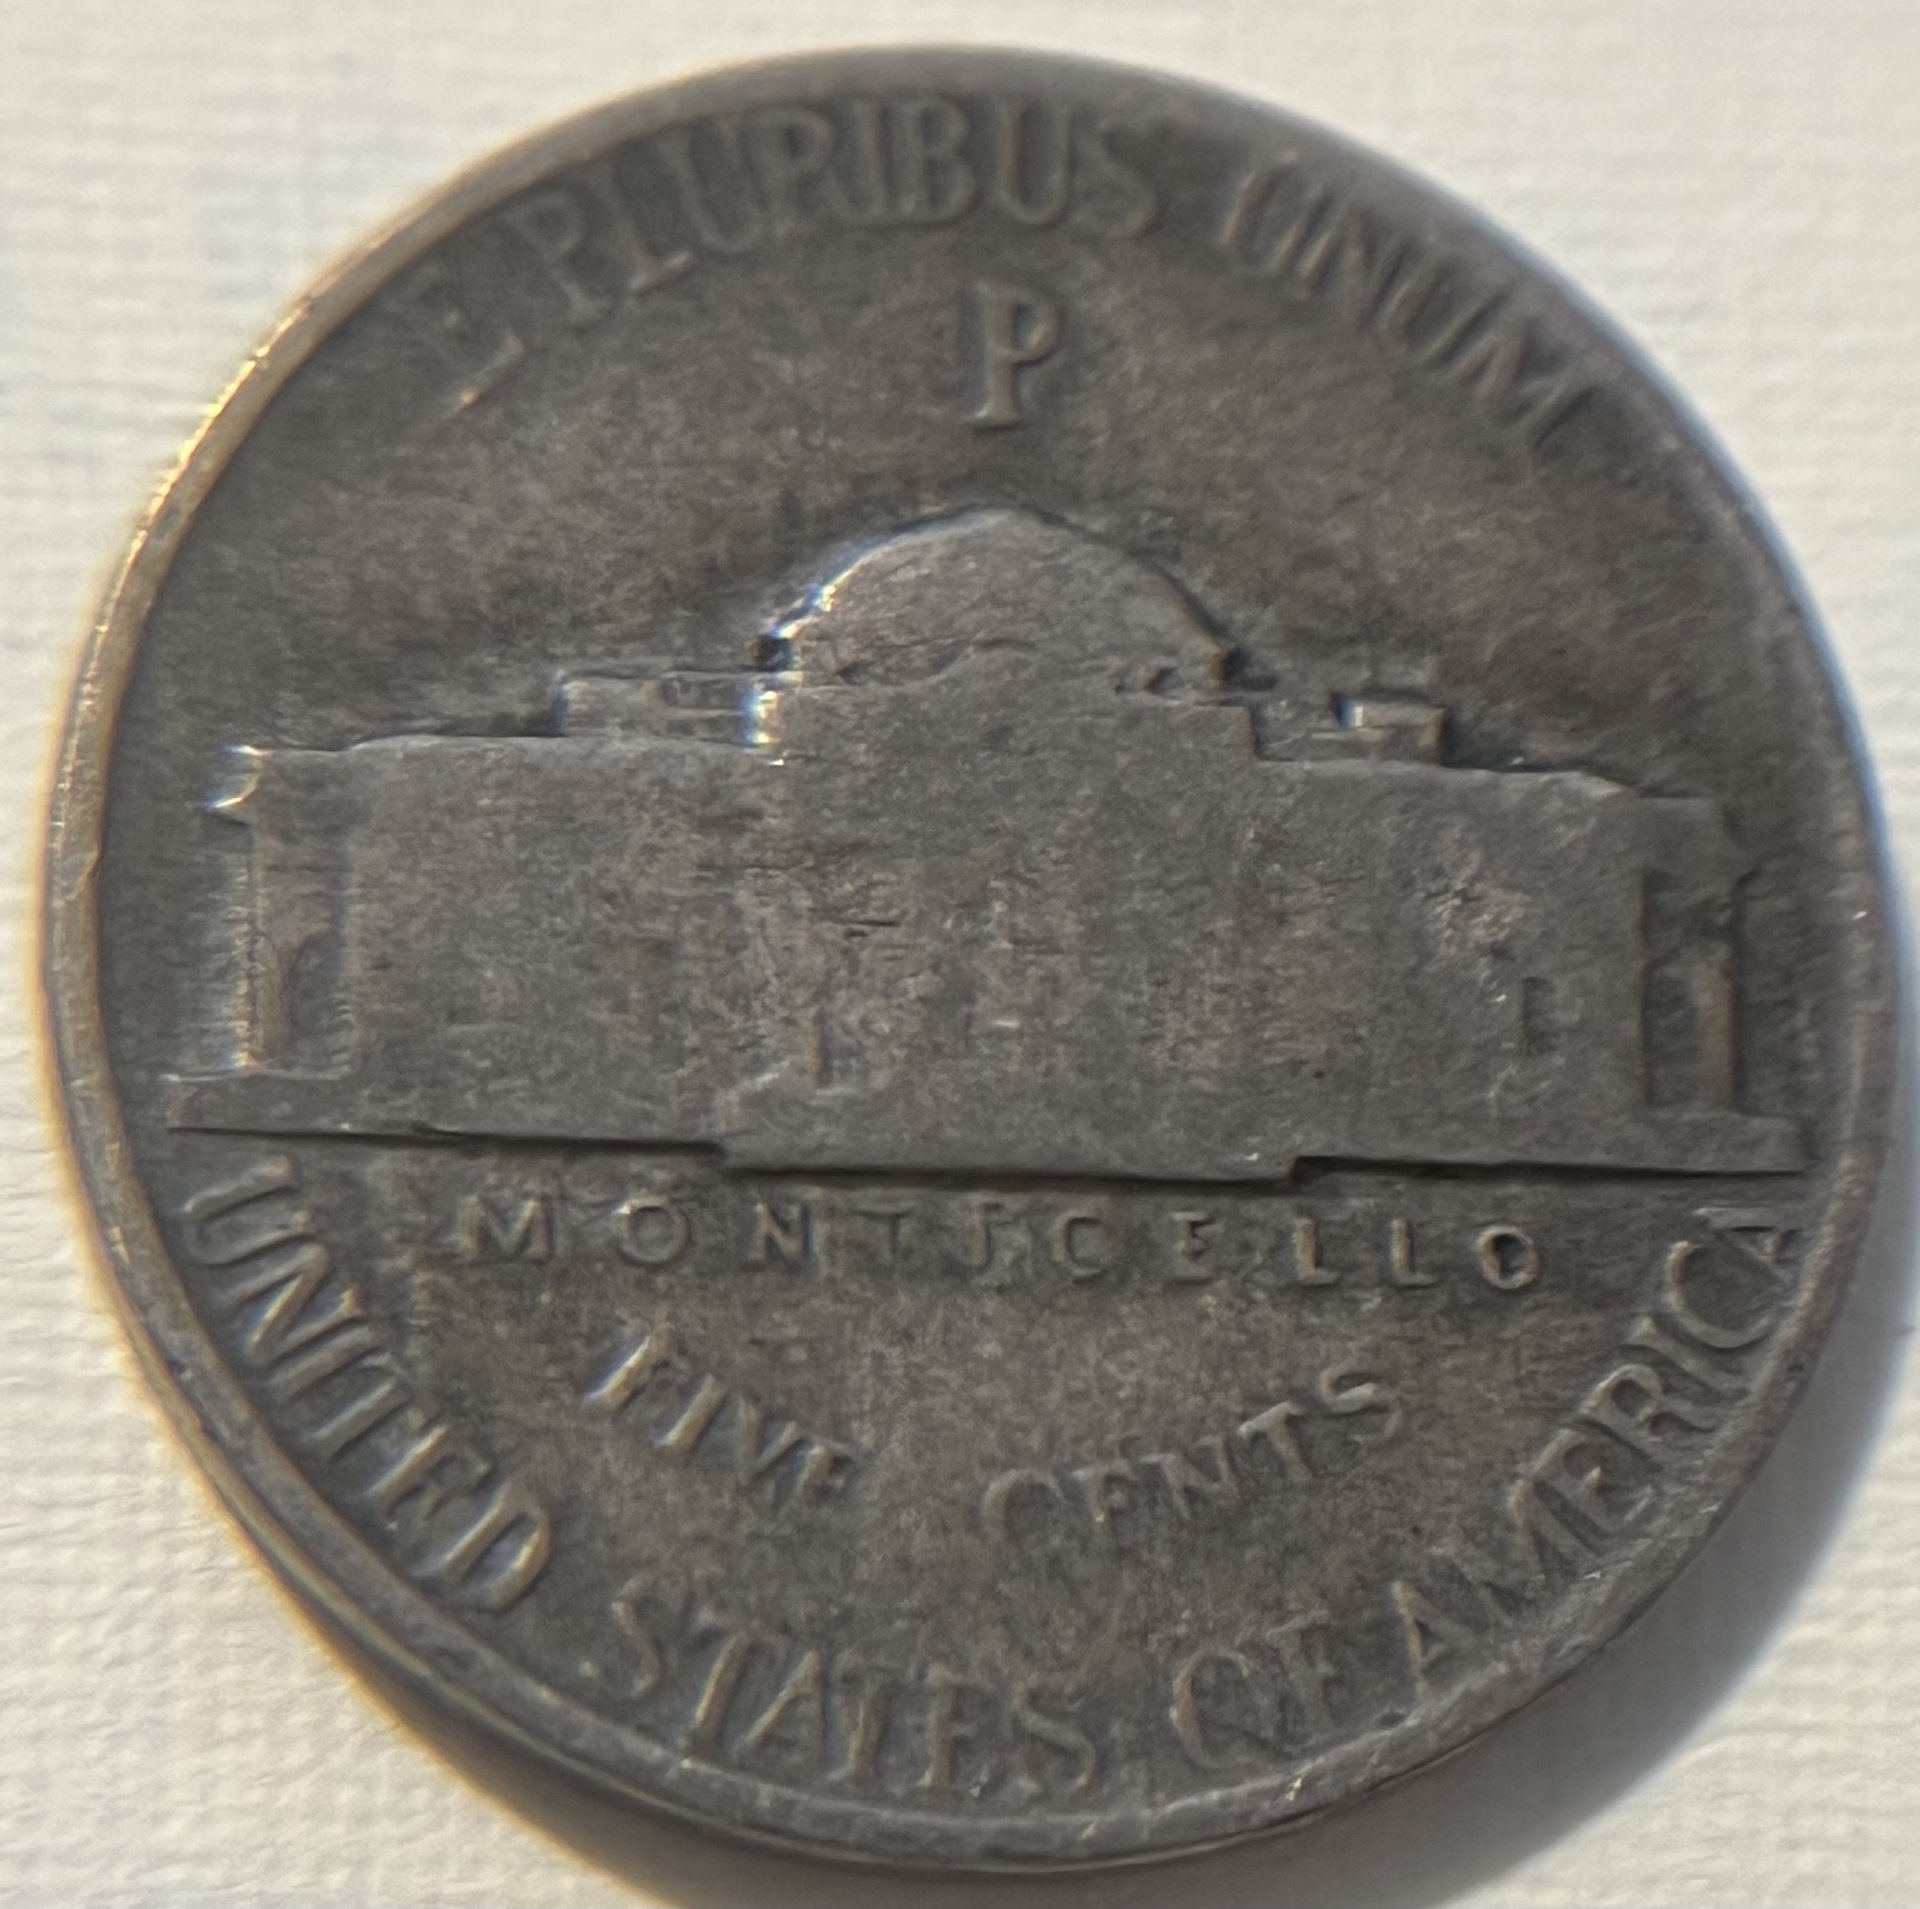 E PLURIBUS UNUM
P
MONTICELLO
FIVE CENTS
UNITED STATES OF AMERICA